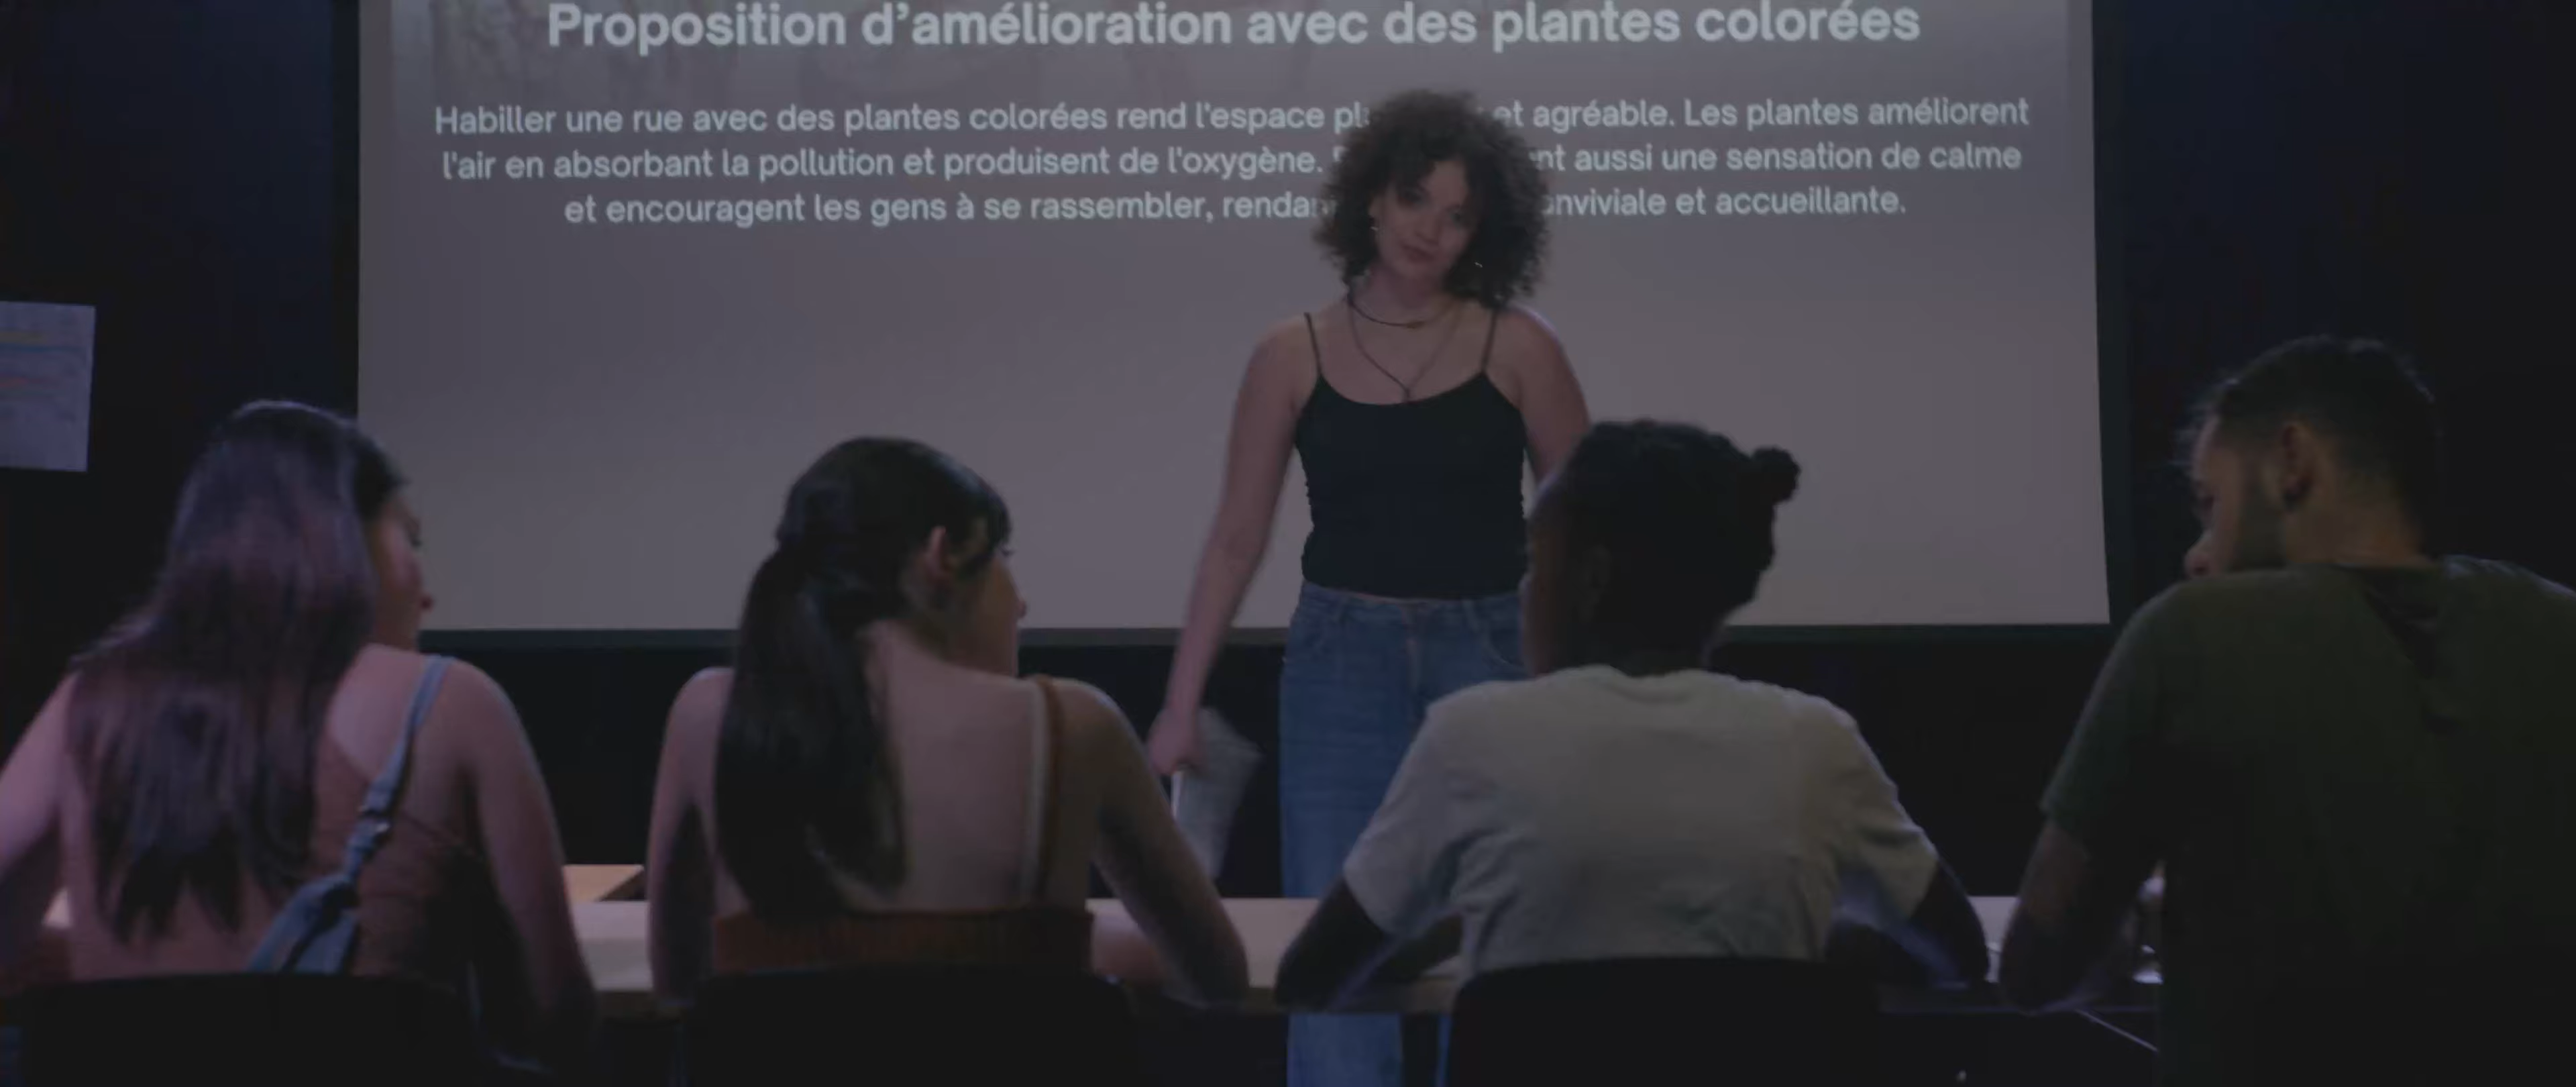 Proposition d’amélioration avec des plantes colorées
Habiller une rue avec des plantes colorées rend l'espace et agréable. Les plantes améliorent
l'air en absorbant la pollution et produisent de l'oxygène. aussi une sensation de calme
et encouragent les gens à se rassembler, et accueillante.